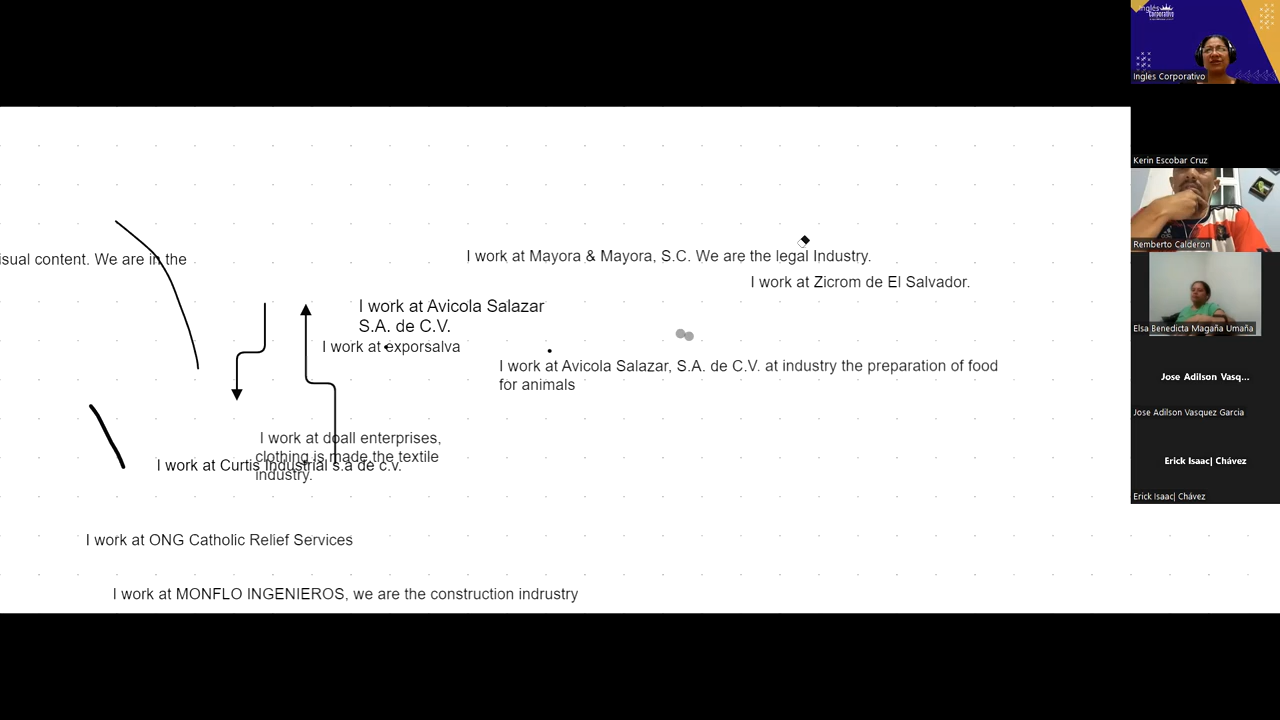 isual content. We are in the
I work at Mayora & Mayora, S.C. We are the legal Industry.
I work at Zicrom de El Salvador.
I work at Avicola Salazar
S.A. de C.V.
I work at exporsalva
I work at Avicola Salazar, S.A. de C.V. at industry the preparation of food
for animals
I work at doall enterprises,
clothing is made the textile
industry.
I work at Curtis Industrial s.a de c.v.
I work at ONG Catholic Relief Services
I work at MONFLO INGENIEROS, we are the construction indrustry
Inglés
corporativo
Ingles Corporativo
Kerin Escobar Cruz
Remberto Calderon
Elsa Benedicta Magaña Umaña
Jose Adilson Vasq...
Jose Adilson Vasquez Garcia
Erick Isaac| Chávez
Erick Isaac| Chávez